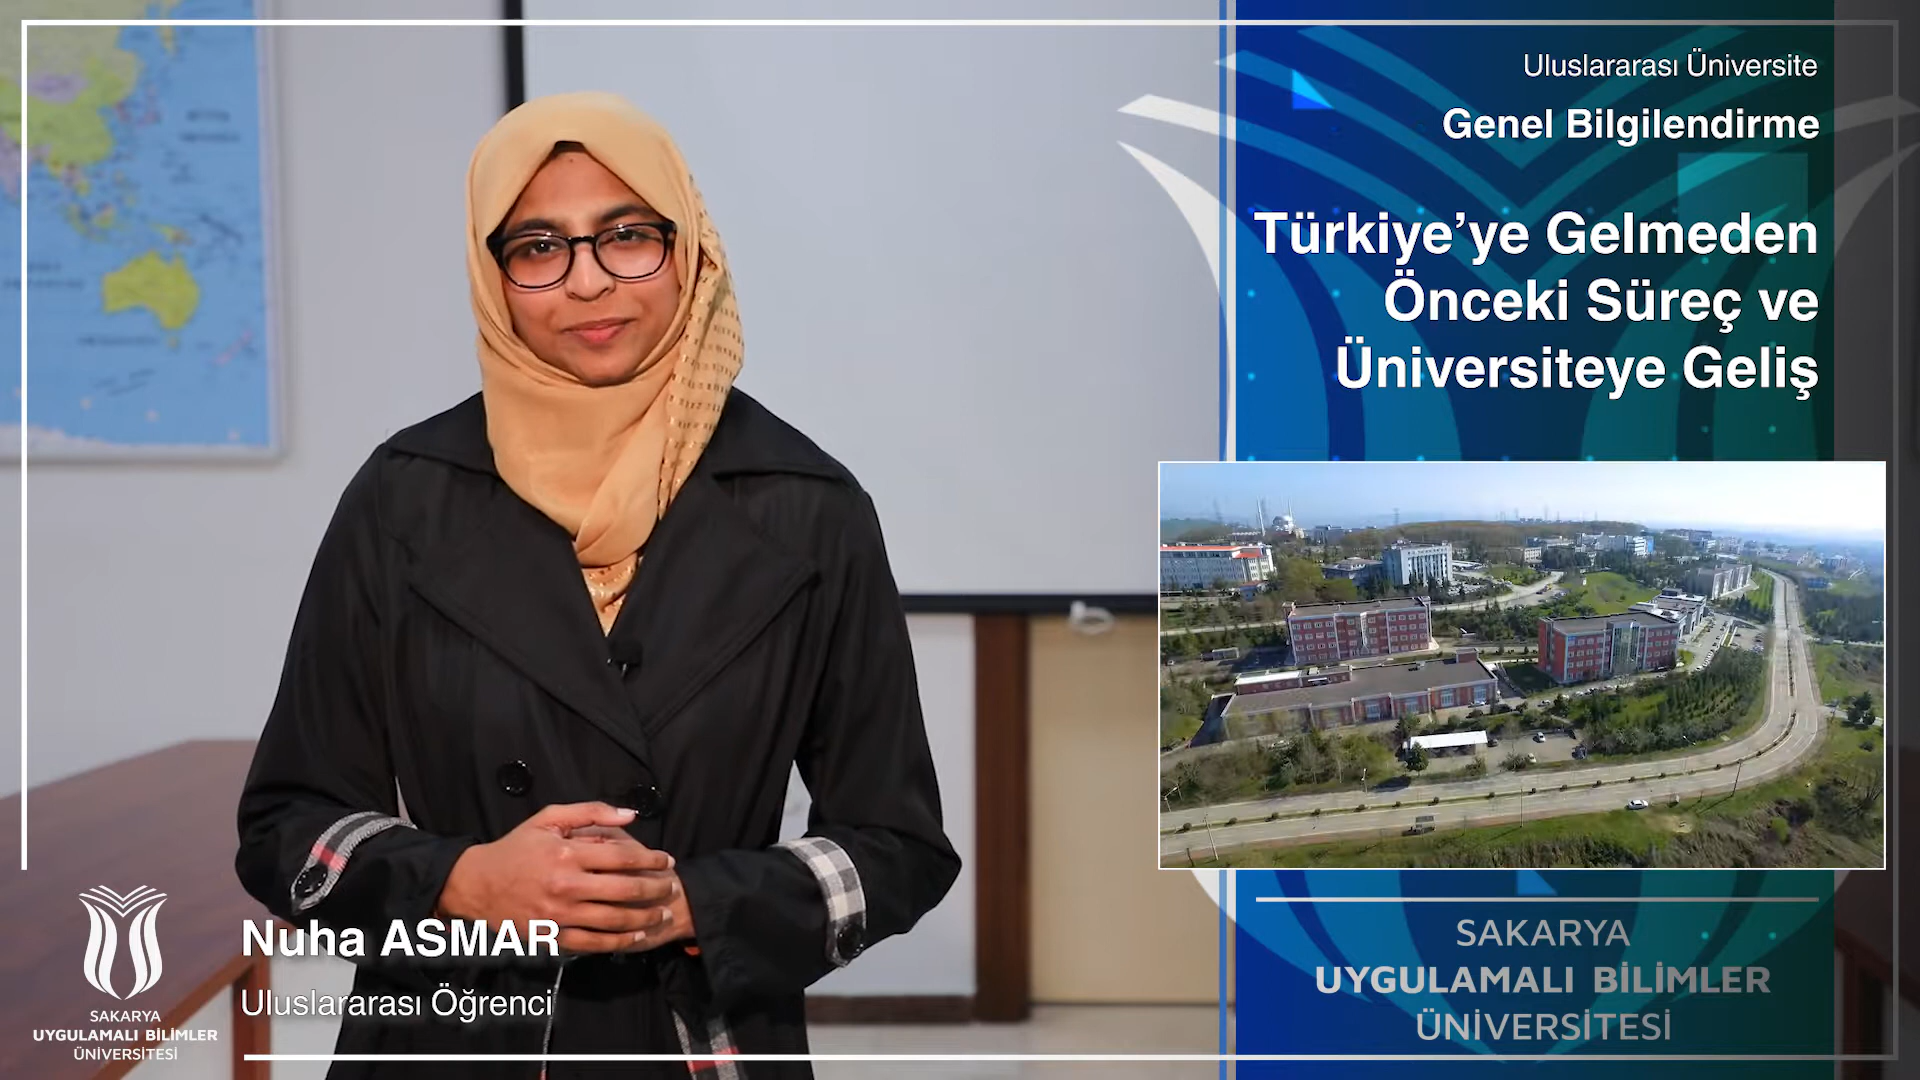 Uluslararası Üniversite
Genel Bilgilendirme
Türkiye’ye Gelmeden
Önceki Süreç ve
Üniversiteye Geliş
SAKARYA
UYGULAMALI BİLİMLER
ÜNİVERSİTESİ
Nuha ASMAR
Uluslararası Öğrenci
SAKARYA
UYGULAMALI BİLİMLER
ÜNİVERSİTESİ